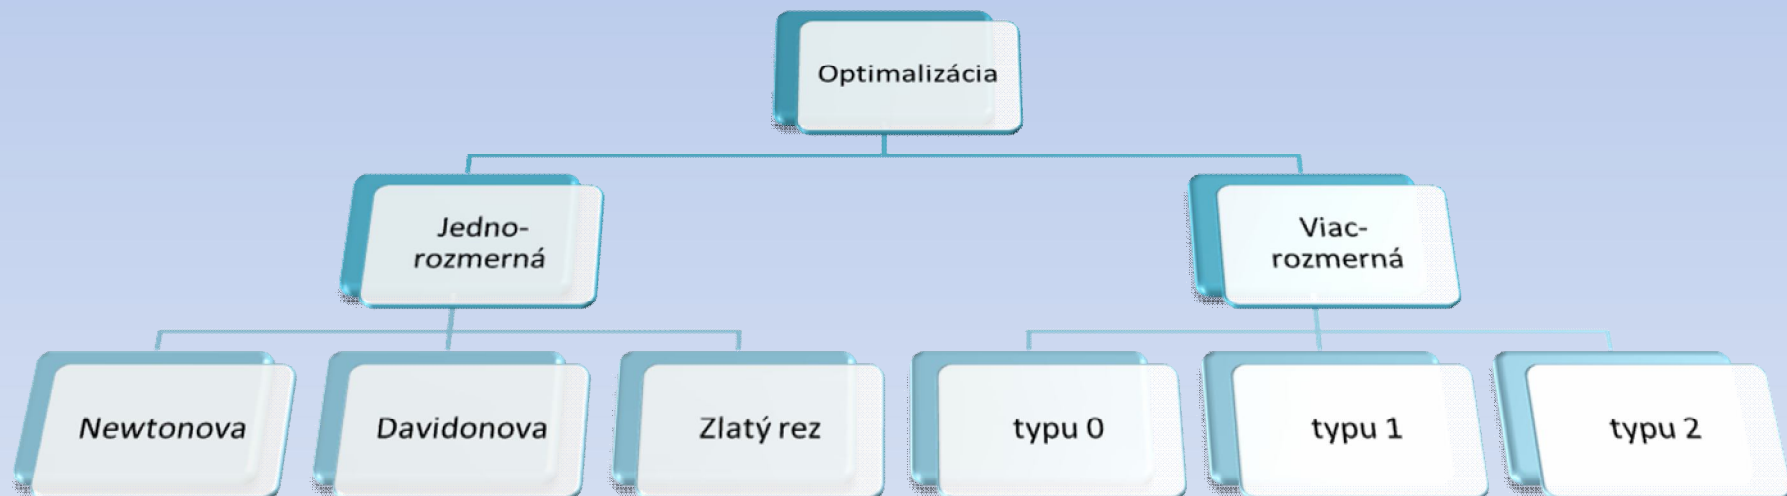 Optimalizácia
Jedno-
rozmerná
Viac-
rozmerná
Newtonova
Davidonova
Zlatý rez
typu 0
typu 1
typu 2